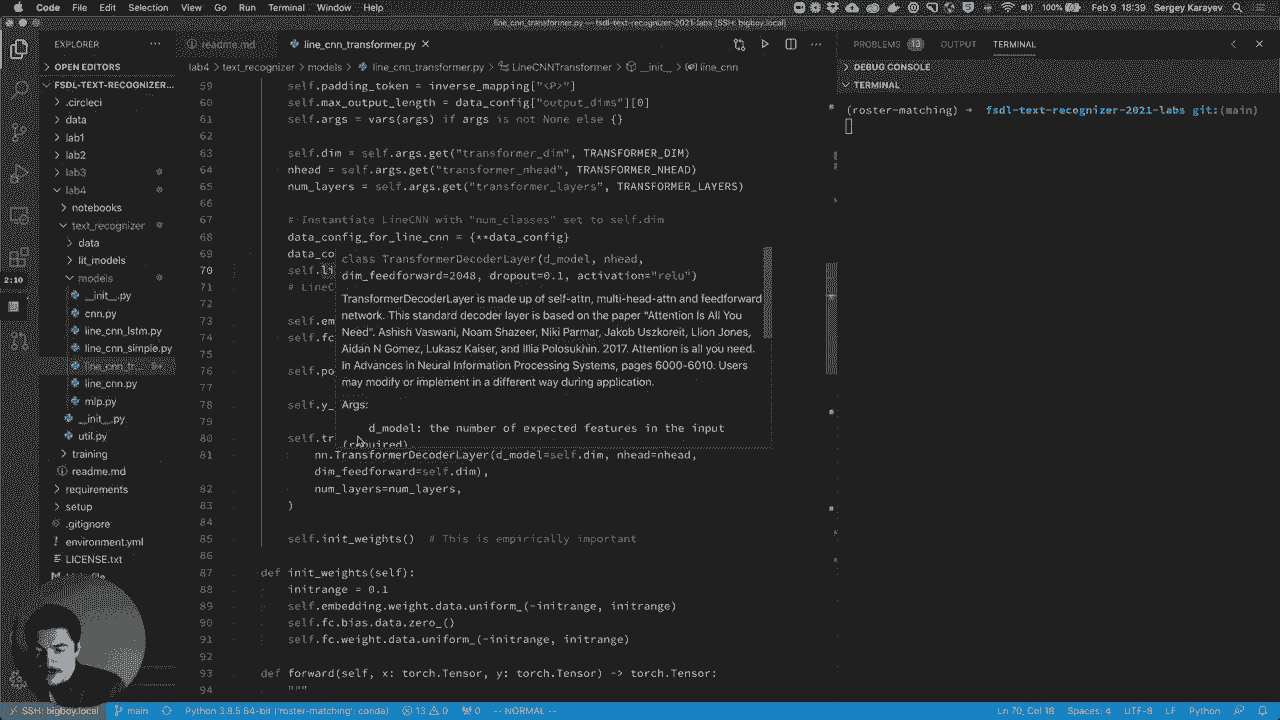 Code File Edit Selection View Go Run Terminal Window Help
100% Feb 9 18:39 Sergey Karayev
line_cnn_transformer.py — fsdl-text-recognizer-2021-labs [SSH: bigboy.local]
EXPLORER
readme.md
line_cnn_transformer.py
PROBLEMS 13 OUTPUT TERMINAL
OPEN EDITORS
lab4 > text_recognizer > models > line_cnn_transformer.py > LineCNNTransformer > __init__ > line_cnn
DEBUG CONSOLE
TERMINAL
FSDL-TEXT-RECOGNIZER...
.circleci
data
lab1
lab2
lab3
lab4
notebooks
text_recognizer
data
lit_models
models
__init__.py
cnn.py
line_cnn_lstm.py
line_cnn_simple.py
line_cnn_tr...
line_cnn.py
mlp.py
__init__.py
util.py
training
readme.md
requirements
setup
.gitignore
environment.yml
LICENSE.txt
2:10
59 self.padding_token = inverse_mapping["<P>"]
60 self.max_output_length = data_config["output_dims"][0]
61 self.args = vars(args) if args is not None else {}
62
63 self.dim = self.args.get("transformer_dim", TRANSFORMER_DIM)
64 nhead = self.args.get("transformer_nhead", TRANSFORMER_NHEAD)
65 num_layers = self.args.get("transformer_layers", TRANSFORMER_LAYERS)
66
67 # Instantiate LineCNN with "num_classes" set to self.dim
68 data_config_for_line_cnn = {**data_config}
69 data_co
70 self.li
71 # LineC
72
73 self.em
74 self.fc
75
76 self.po
77
78 self.y_
79
80 self.tr
81 nn.TransformerDecoderLayer(d_model=self.dim, nhead=nhead,
dim_feedforward=self.dim),
82 num_layers=num_layers,
83 )
84
85 self.init_weights()  # This is empirically important
86
87 def init_weights(self):
88 initrange = 0.1
89 self.embedding.weight.data.uniform_(-initrange, initrange)
90 self.fc.bias.data.zero_()
91 self.fc.weight.data.uniform_(-initrange, initrange)
92
93 def forward(self, x: torch.Tensor, y: torch.Tensor) -> torch.Tensor:
94 """
class TransformerDecoderLayer(d_model, nhead,
dim_feedforward=2048, dropout=0.1, activation="relu")
TransformerDecoderLayer is made up of self-attn, multi-head-attn and feedforward
network. This standard decoder layer is based on the paper "Attention Is All You
Need". Ashish Vaswani, Noam Shazeer, Niki Parmar, Jakob Uszkoreit, Llion Jones,
Aidan N Gomez, Lukasz Kaiser, and Illia Polosukhin. 2017. Attention is all you need.
In Advances in Neural Information Processing Systems, pages 6000-6010. Users
may modify or implement in a different way during application.
Args:
d_model: the number of expected features in the input
(required)
(roster-matching) → fsdl-text-recognizer-2021-labs git:(main)
SSH: bigboy.local main Python 3.8.5 64-bit ('roster-matching': conda) 13 0 0 -- NORMAL -- Ln 70, Col 18 Spaces: 4 UTF-8 LF Python